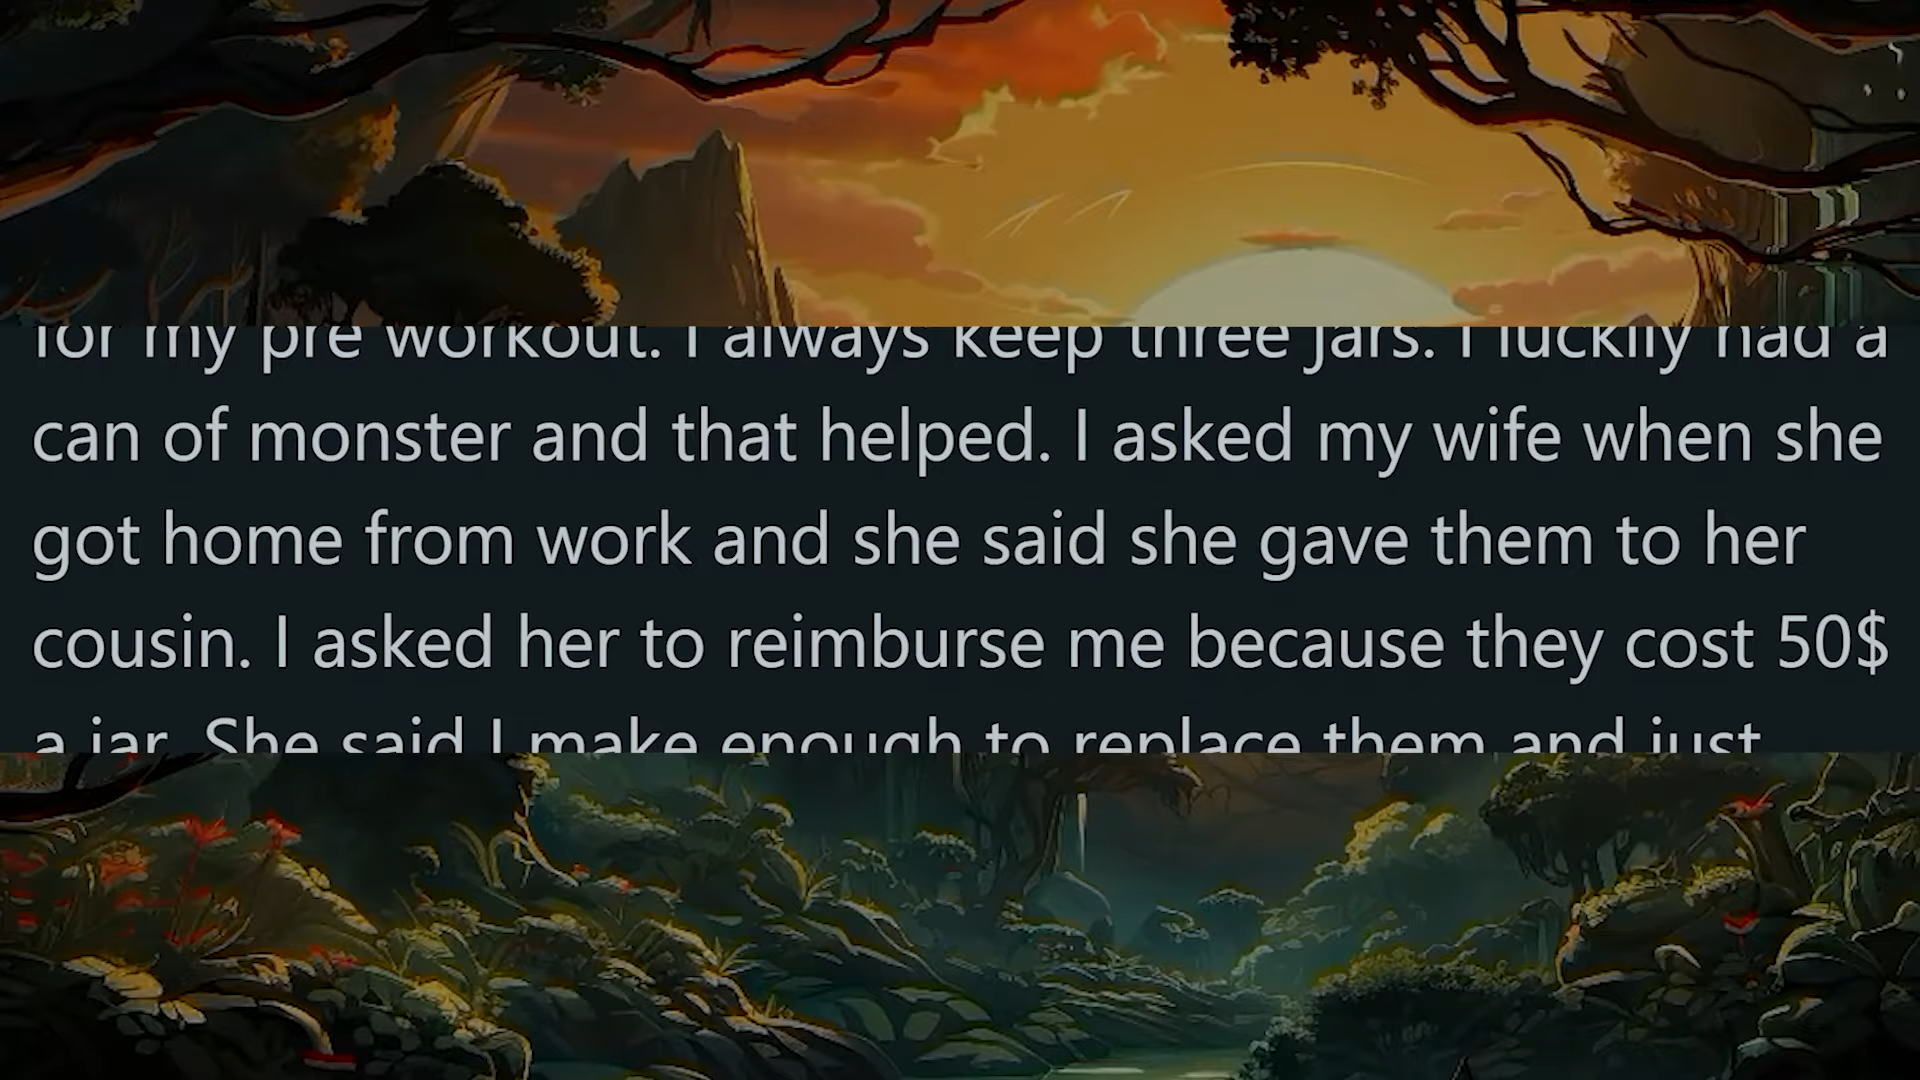 for my pre workout. I always keep three jars. I luckily had a
can of monster and that helped. I asked my wife when she
got home from work and she said she gave them to her
cousin. I asked her to reimburse me because they cost 50$
a jar. She said I make enough to replace them and just